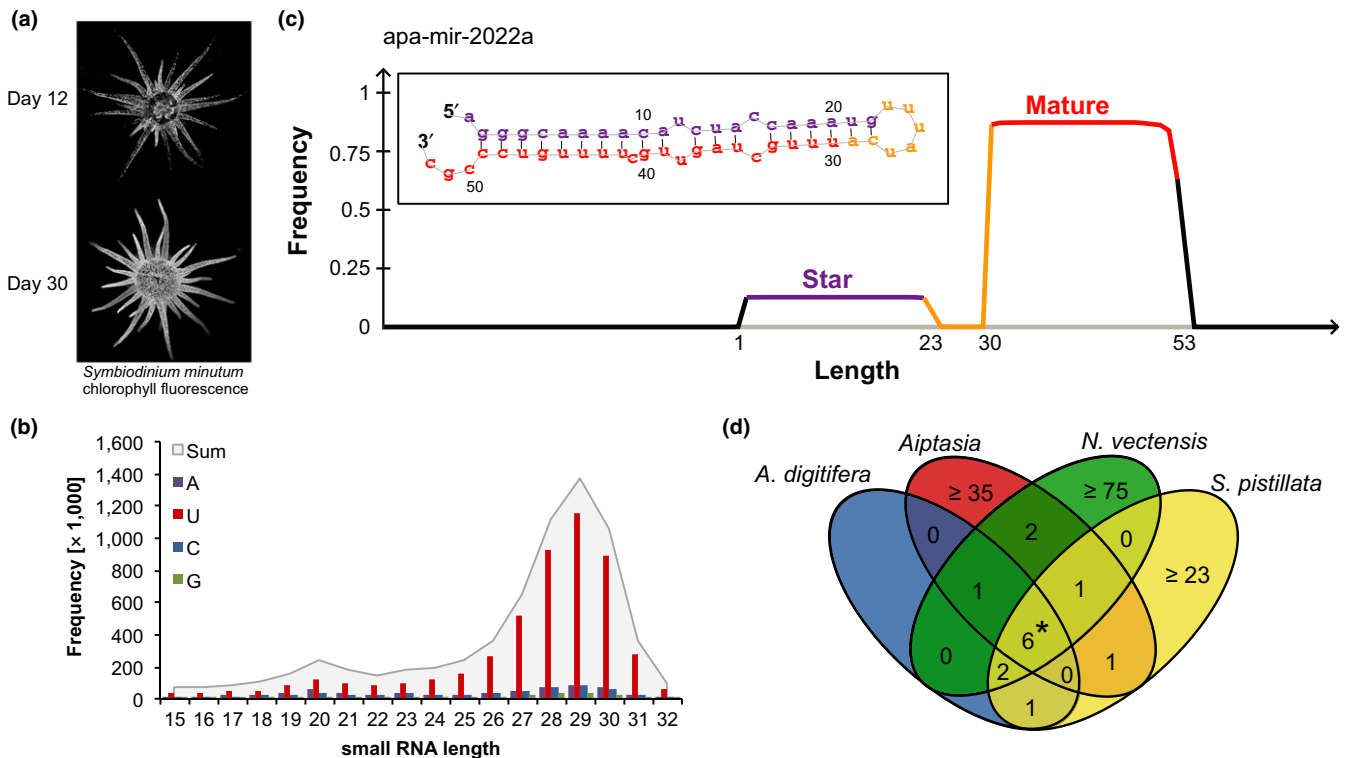 (a)
Day 12
Day 30
Symbiodinium minutum
chlorophyll fluorescence
(c)
apa-mir-2022a
Frequency
1
0.75
0.5
0.25
0
5′ a g g g c a a a a c a u c u a c c a a a u g u u u
10
20
3′ c g c c c u g u u u u c g u u g a u c g u u u a c u a
50
40
30
Star
Mature
1
23
30
53
Length
(b)
Frequency [× 1,000]
1,600
1,400
1,200
1,000
800
600
400
200
0
Sum
A
U
C
G
15 16 17 18 19 20 21 22 23 24 25 26 27 28 29 30 31 32
small RNA length
(d)
A. digitifera
Aiptasia
N. vectensis
S. pistillata
≥ 35
≥ 75
2
0
0
≥ 23
1
1
6*
0
2
0
1
1